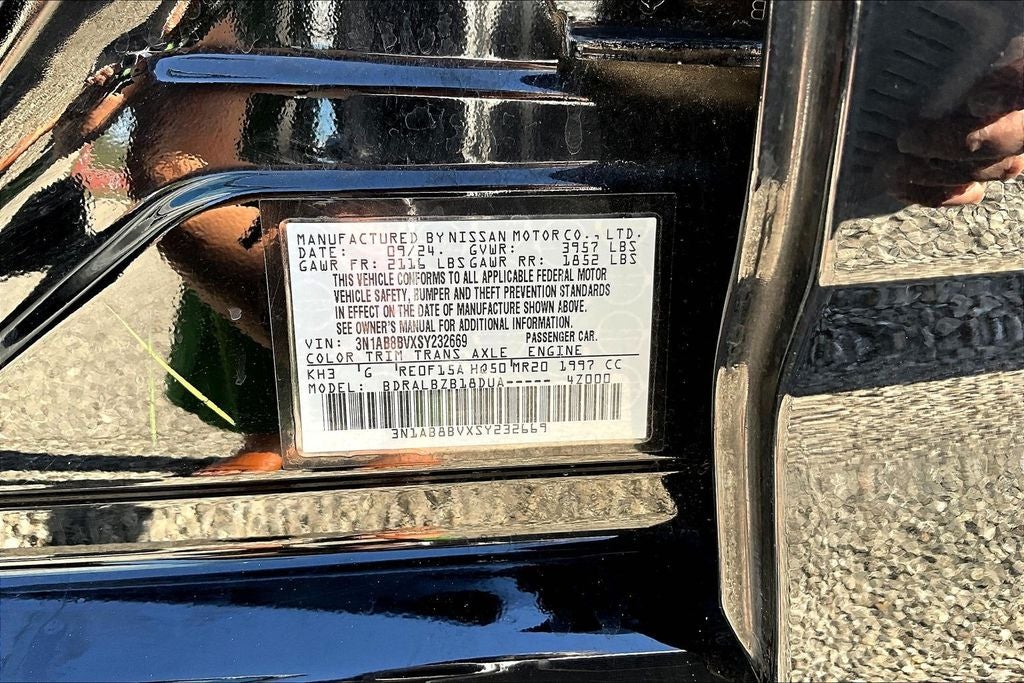 MANUFACTURED BY NISSAN MOTOR CO., LTD.
DATE: 09/24. GVWR: 3957 LBS
GAWR FR: 2116 LBS GAWR RR: 1852 LBS
THIS VEHICLE CONFORMS TO ALL APPLICABLE FEDERAL MOTOR
VEHICLE SAFETY, BUMPER AND THEFT PREVENTION STANDARDS
IN EFFECT ON THE DATE OF MANUFACTURE SHOWN ABOVE.
SEE OWNER'S MANUAL FOR ADDITIONAL INFORMATION.
VIN: 3N1AB8BVXSY232669 PASSENGER CAR.
COLOR TRIM TRANS AXLE ENGINE
KH3 G RE0F15A HQ50 MR20 1997 CC
MODEL: BDRALBZB18DUA----- 4Z000
3N1AB8BVXSY232669